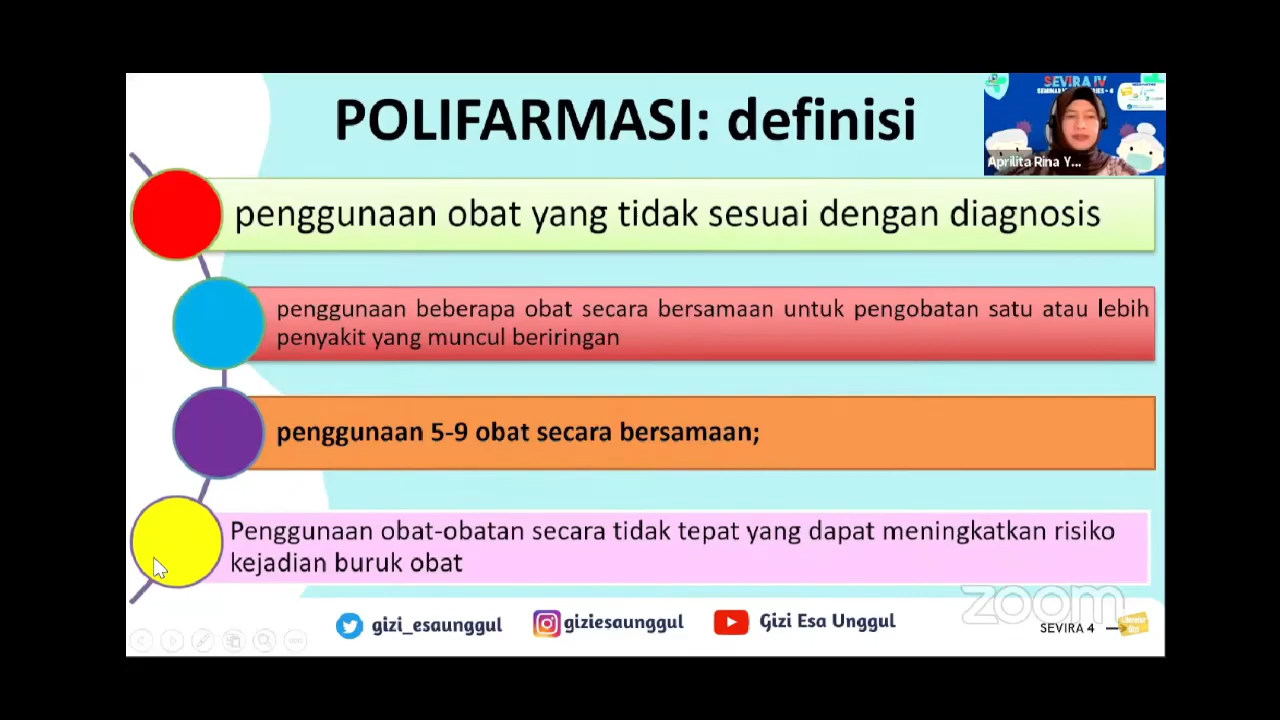 POLIFARMASI: definisi
SEVIRA IV
Aprilita Rina Y...
penggunaan obat yang tidak sesuai dengan diagnosis
penggunaan beberapa obat secara bersamaan untuk pengobatan satu atau lebih
penyakit yang muncul beriringan
penggunaan 5-9 obat secara bersamaan;
Penggunaan obat-obatan secara tidak tepat yang dapat meningkatkan risiko
kejadian buruk obat
zoom
gizi_esaunggul
giziesaunggul
Gizi Esa Unggul
SEVIRA 4